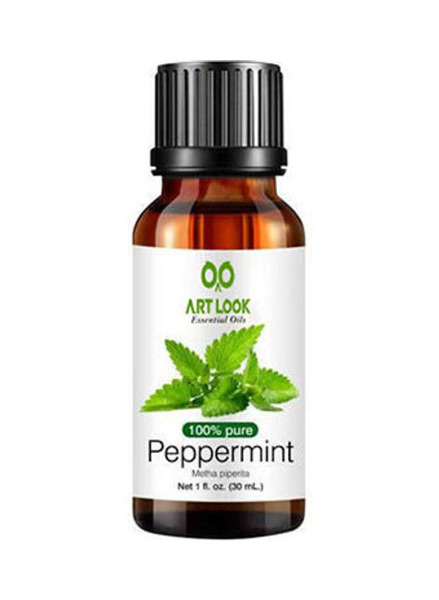 ART LOOK
Essential Oils
100% pure
Peppermint
Metha piperita
Net 1 fl. oz. (30 mL.)